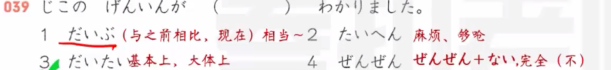 039 じこの げんいんが （　　　） わかりました。
1 だいぶ (与之前相比，现在) 相当~ 2 たいへん 麻烦、够呛
3 だいたい 基本上，大体上 4 ぜんぜん ぜんぜん+ない,完全（不）